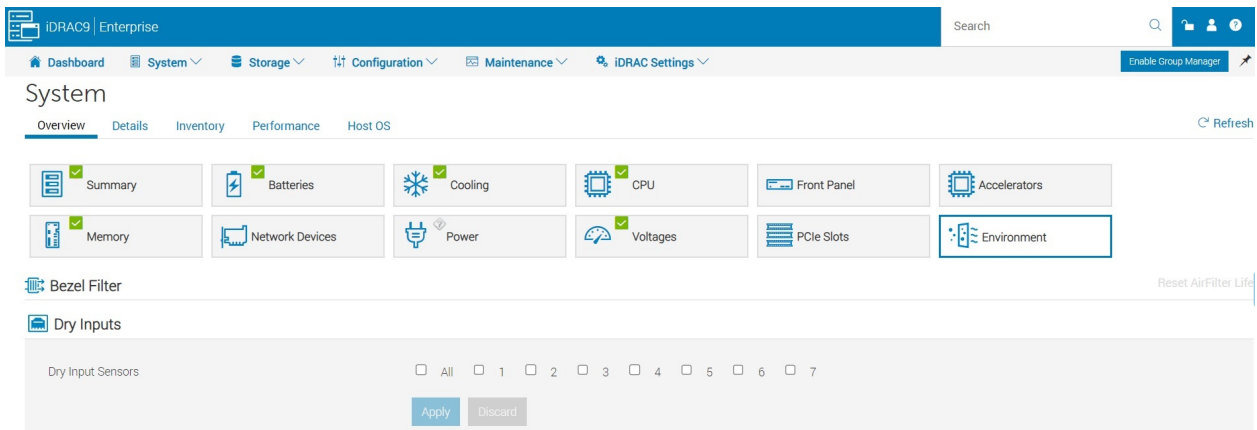 iDRAC9 | Enterprise Search
Dashboard System Storage Configuration Maintenance iDRAC Settings Enable Group Manager
System
Overview Details Inventory Performance Host OS Refresh
Summary Batteries Cooling CPU Front Panel Accelerators
Memory Network Devices Power Voltages PCIe Slots Environment
Bezel Filter Reset AirFilter Life
Dry Inputs
Dry Input Sensors All 1 2 3 4 5 6 7
Apply Discard